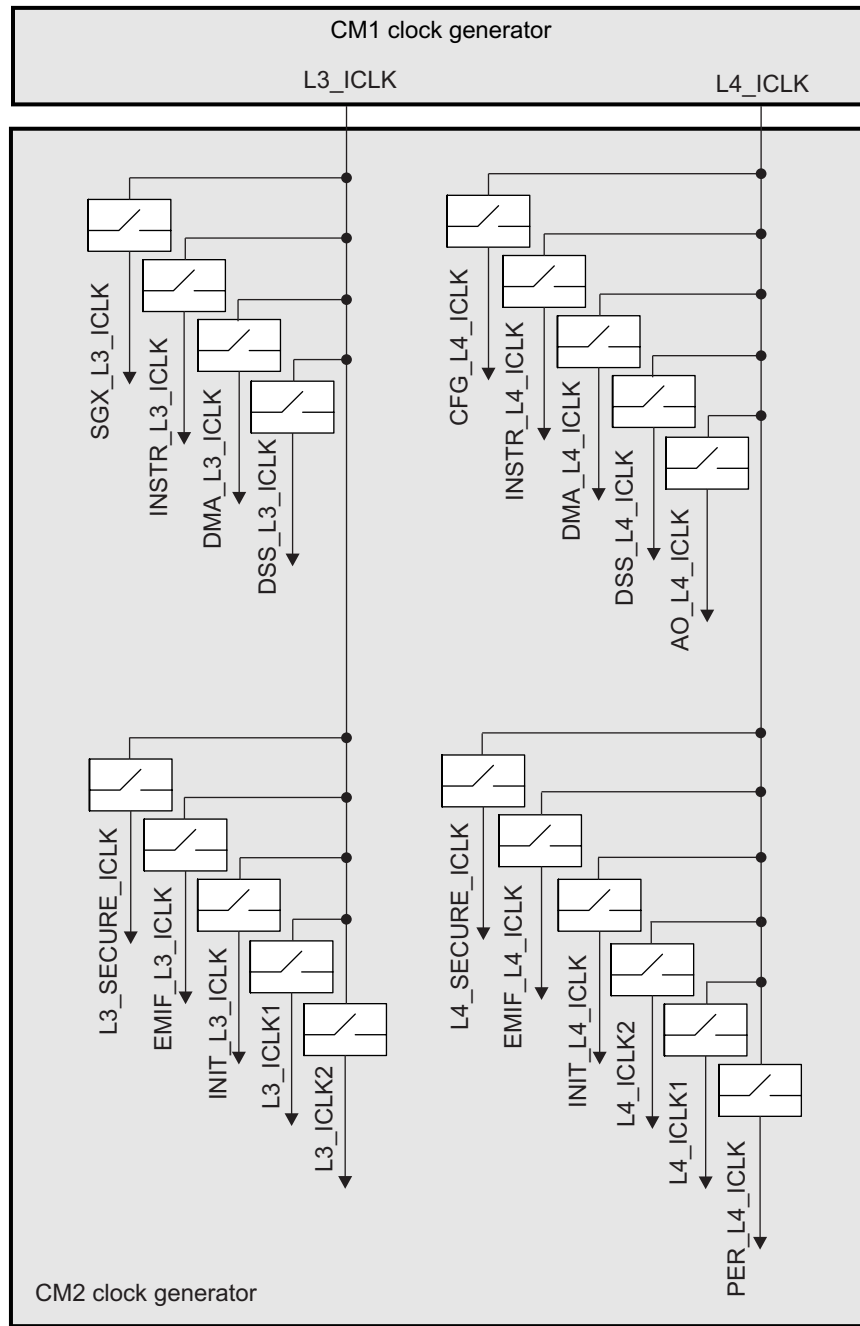 CM1 clock generator
L3_ICLK
L4_ICLK
SGX_L3_ICLK
INSTR_L3_ICLK
DMA_L3_ICLK
DSS_L3_ICLK
CFG_L4_ICLK
INSTR_L4_ICLK
DMA_L4_ICLK
DSS_L4_ICLK
AO_L4_ICLK
L3_SECURE_ICLK
EMIF_L3_ICLK
INIT_L3_ICLK
L3_ICLK1
L3_ICLK2
L4_SECURE_ICLK
EMIF_L4_ICLK
INIT_L4_ICLK
L4_ICLK2
L4_ICLK1
PER_L4_ICLK
CM2 clock generator